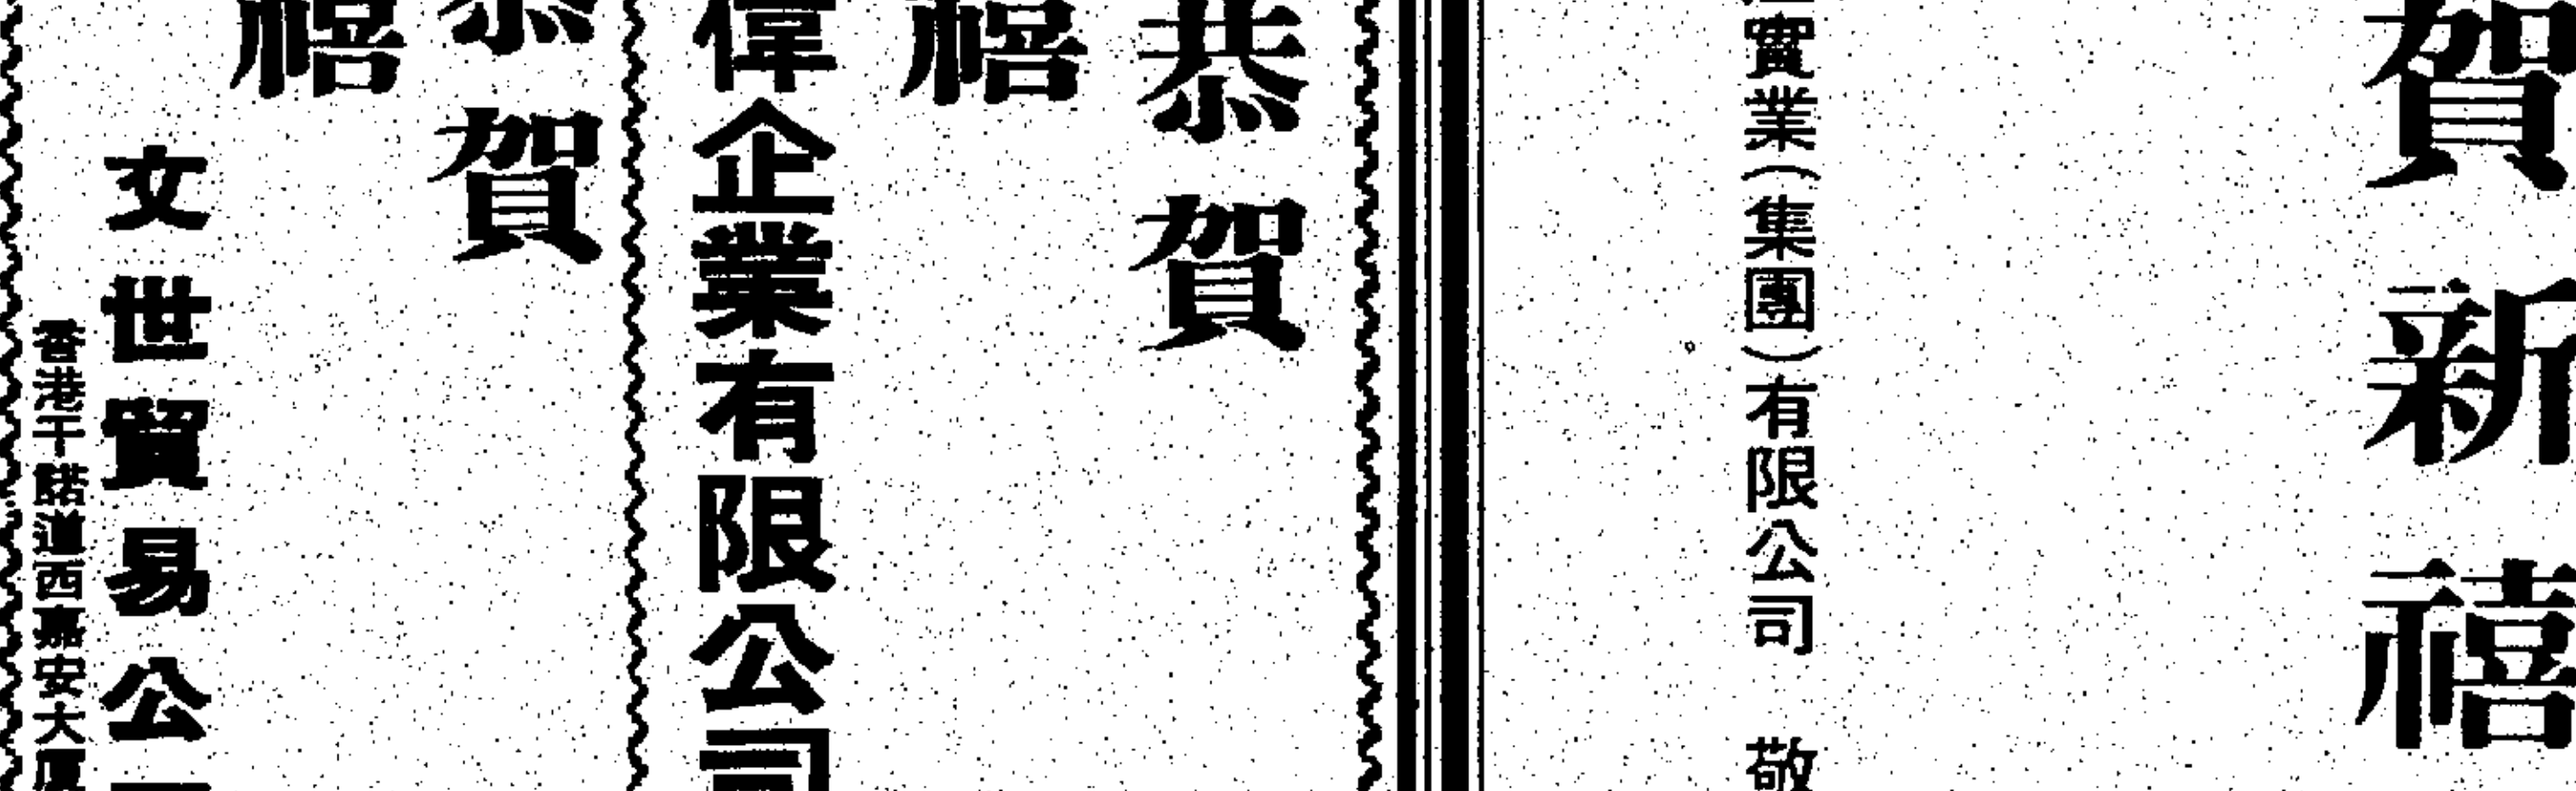 賀新禧
實業(集團)有限公司 敬
恭賀
禧
偉企業有限公司
恭賀
禧
文世貿易公
香港干諾道西嘉安大廈